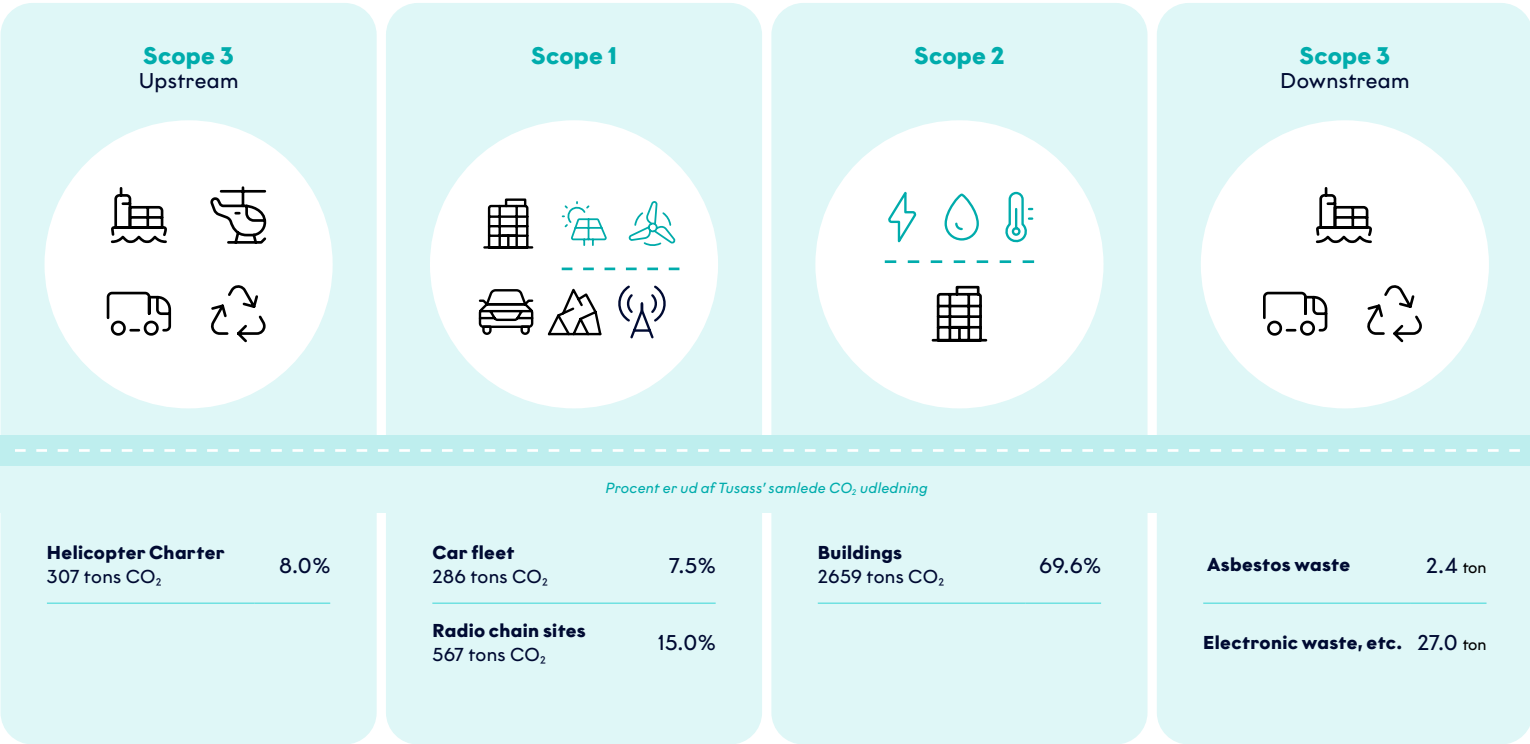 Scope 3
Upstream
Scope 1
Scope 2
Scope 3
Downstream
Procent er ud af Tusass' samlede CO₂ udledning
Helicopter Charter
307 tons CO₂
8.0%
Car fleet
286 tons CO₂
7.5%
Radio chain sites
567 tons CO₂
15.0%
Buildings
2659 tons CO₂
69.6%
Asbestos waste
2.4 ton
Electronic waste, etc.
27.0 ton